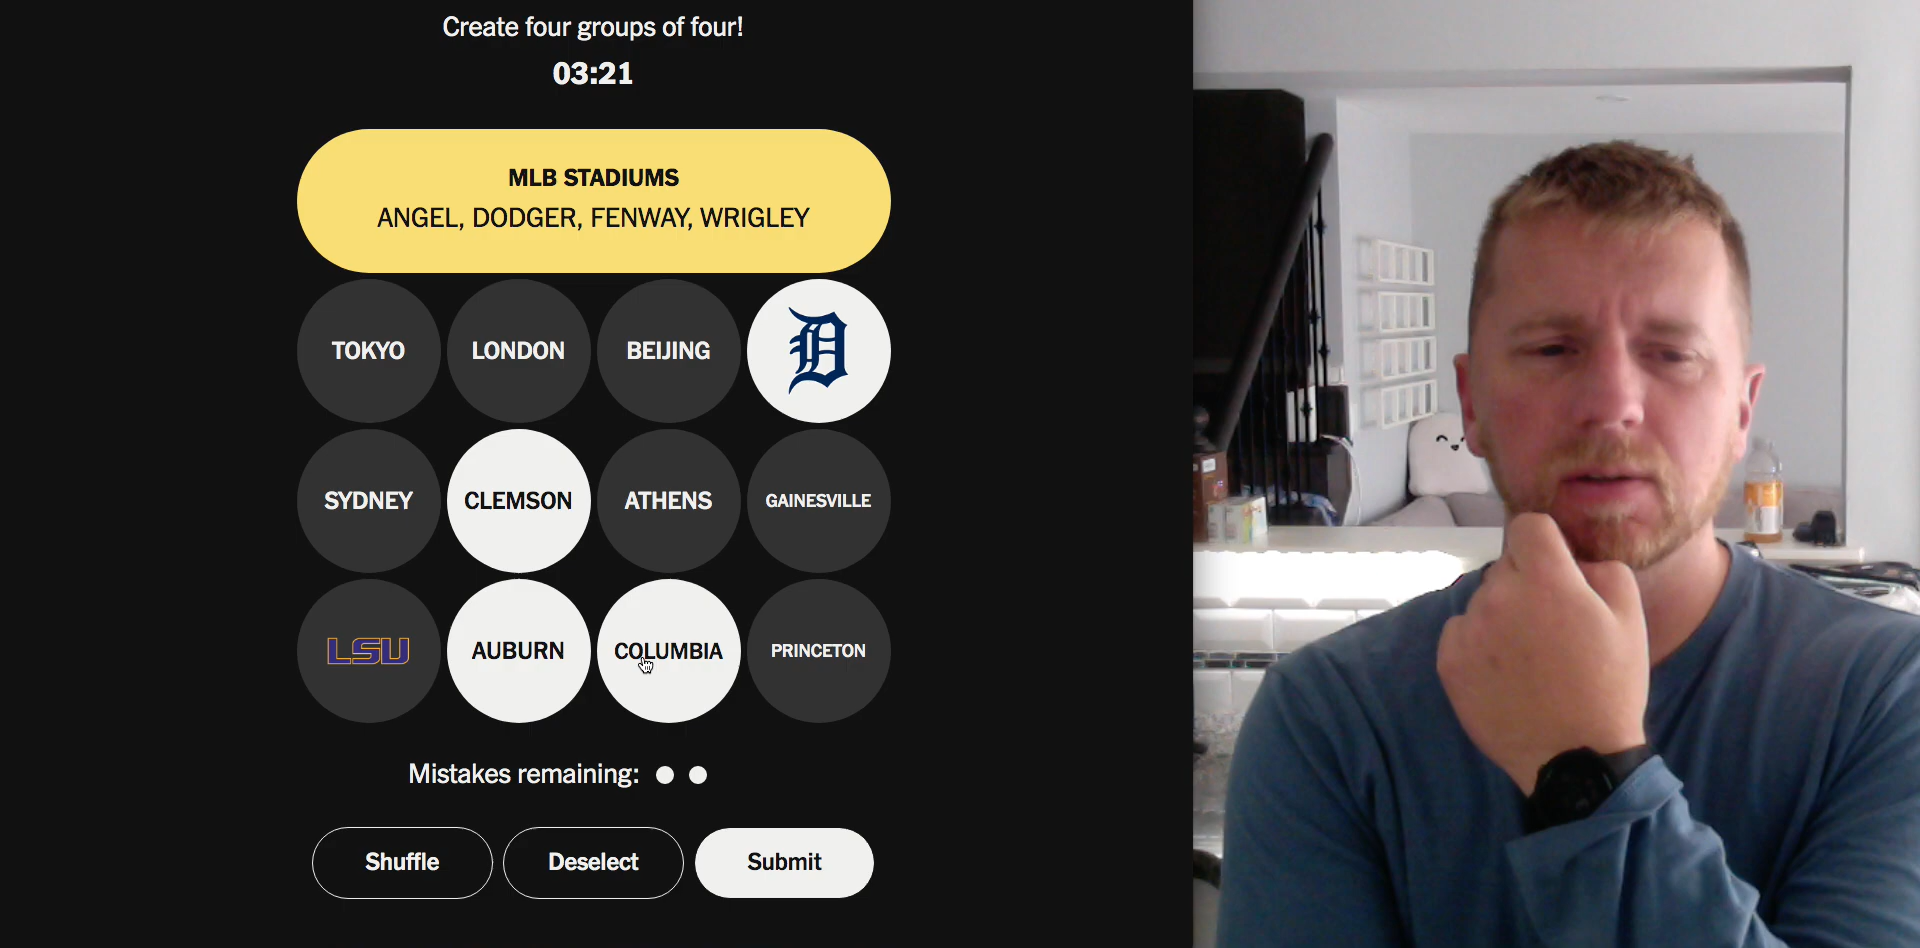 Create four groups of four!
03:21
MLB STADIUMS
ANGEL, DODGER, FENWAY, WRIGLEY
TOKYO LONDON BEIJING D
SYDNEY CLEMSON ATHENS GAINESVILLE
LSU AUBURN COLUMBIA PRINCETON
Mistakes remaining:
Shuffle Deselect Submit